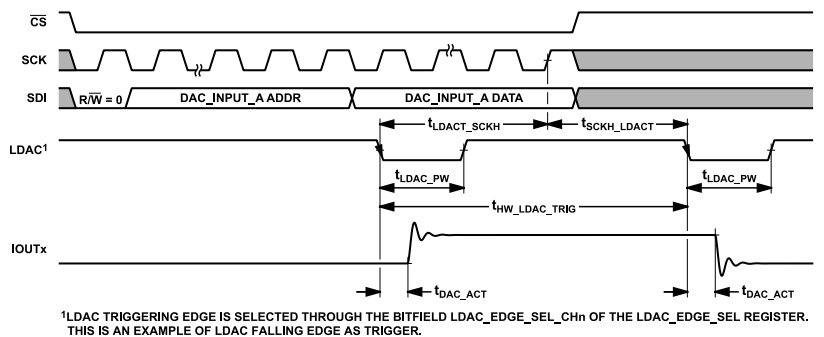 C̅S̅
SCK
SDI
R/W̅ = 0
DAC_INPUT_A ADDR
DAC_INPUT_A DATA
tLDACT_SCKH
tSCKH_LDACT
LDAC¹
tLDAC_PW
tLDAC_PW
tHW_LDAC_TRIG
IOUTx
tDAC_ACT
tDAC_ACT
¹LDAC TRIGGERING EDGE IS SELECTED THROUGH THE BITFIELD LDAC_EDGE_SEL_CHn OF THE LDAC_EDGE_SEL REGISTER.
THIS IS AN EXAMPLE OF LDAC FALLING EDGE AS TRIGGER.